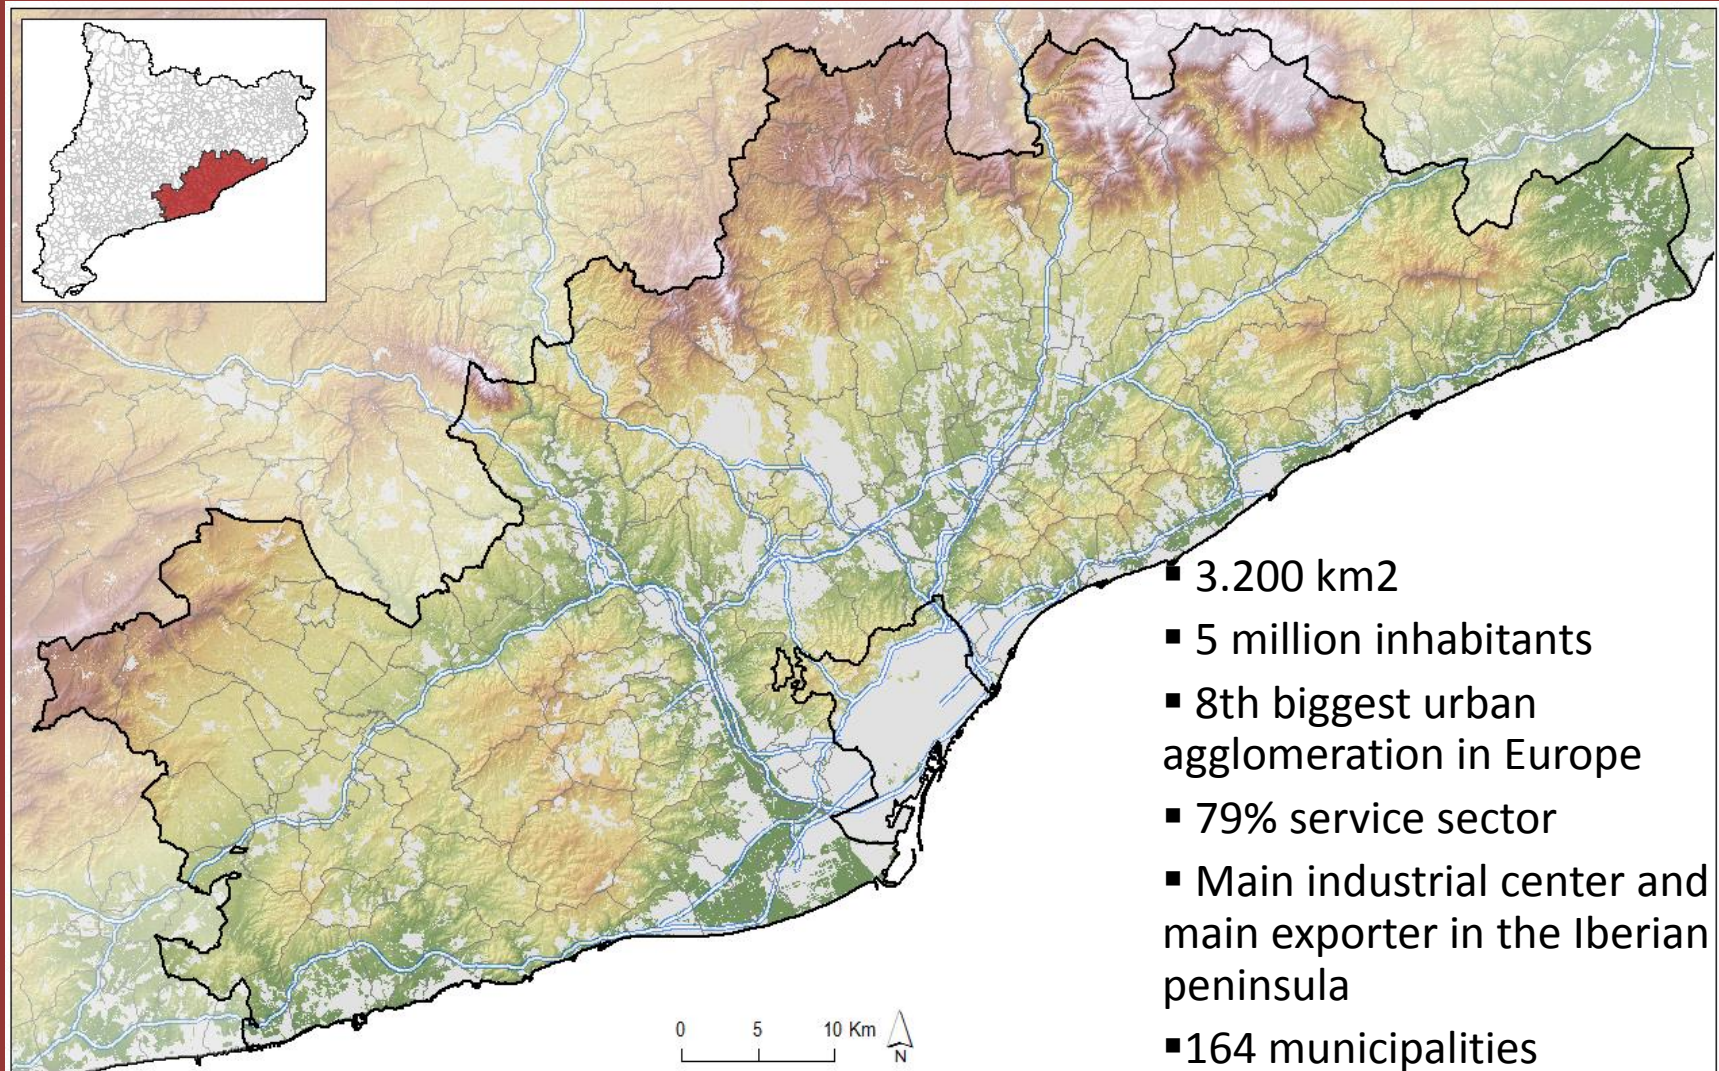 ▪ 3.200 km2
▪ 5 million inhabitants
▪ 8th biggest urban
agglomeration in Europe
▪ 79% service sector
▪ Main industrial center and
main exporter in the Iberian
peninsula
▪164 municipalities
0 5 10 Km
N